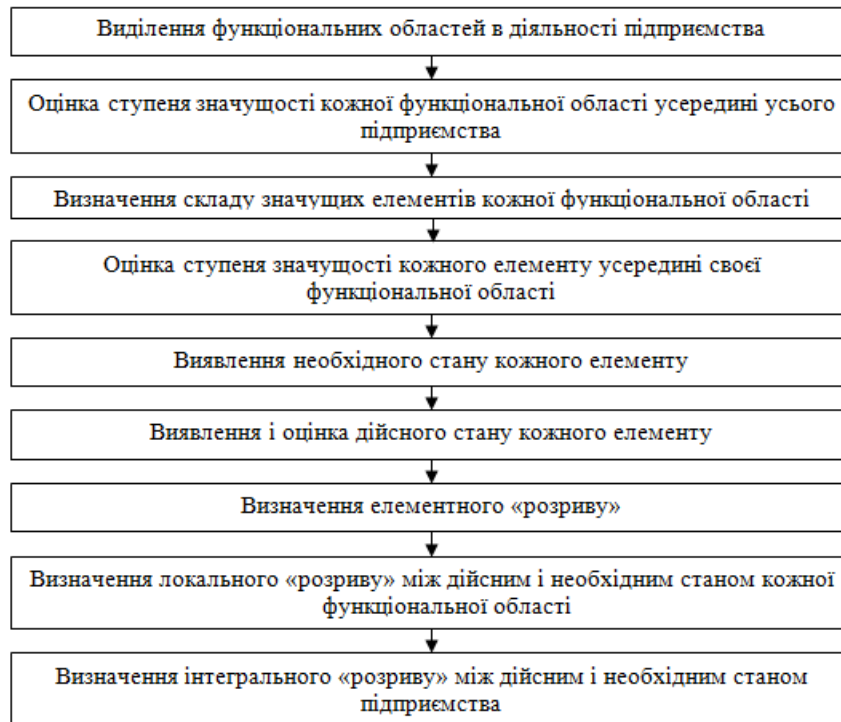 Виділення функціональних областей в діяльності підприємства
Оцінка ступеня значущості кожної функціональної області усередині усього
підприємства
Визначення складу значущих елементів кожної функціональної області
Оцінка ступеня значущості кожного елементу усередині своєї
функціональної області
Виявлення необхідного стану кожного елементу
Виявлення і оцінка дійсного стану кожного елементу
Визначення елементного «розриву»
Визначення локального «розриву» між дійсним і необхідним станом кожної
функціональної області
Визначення інтегрального «розриву» між дійсним і необхідним станом
підприємства